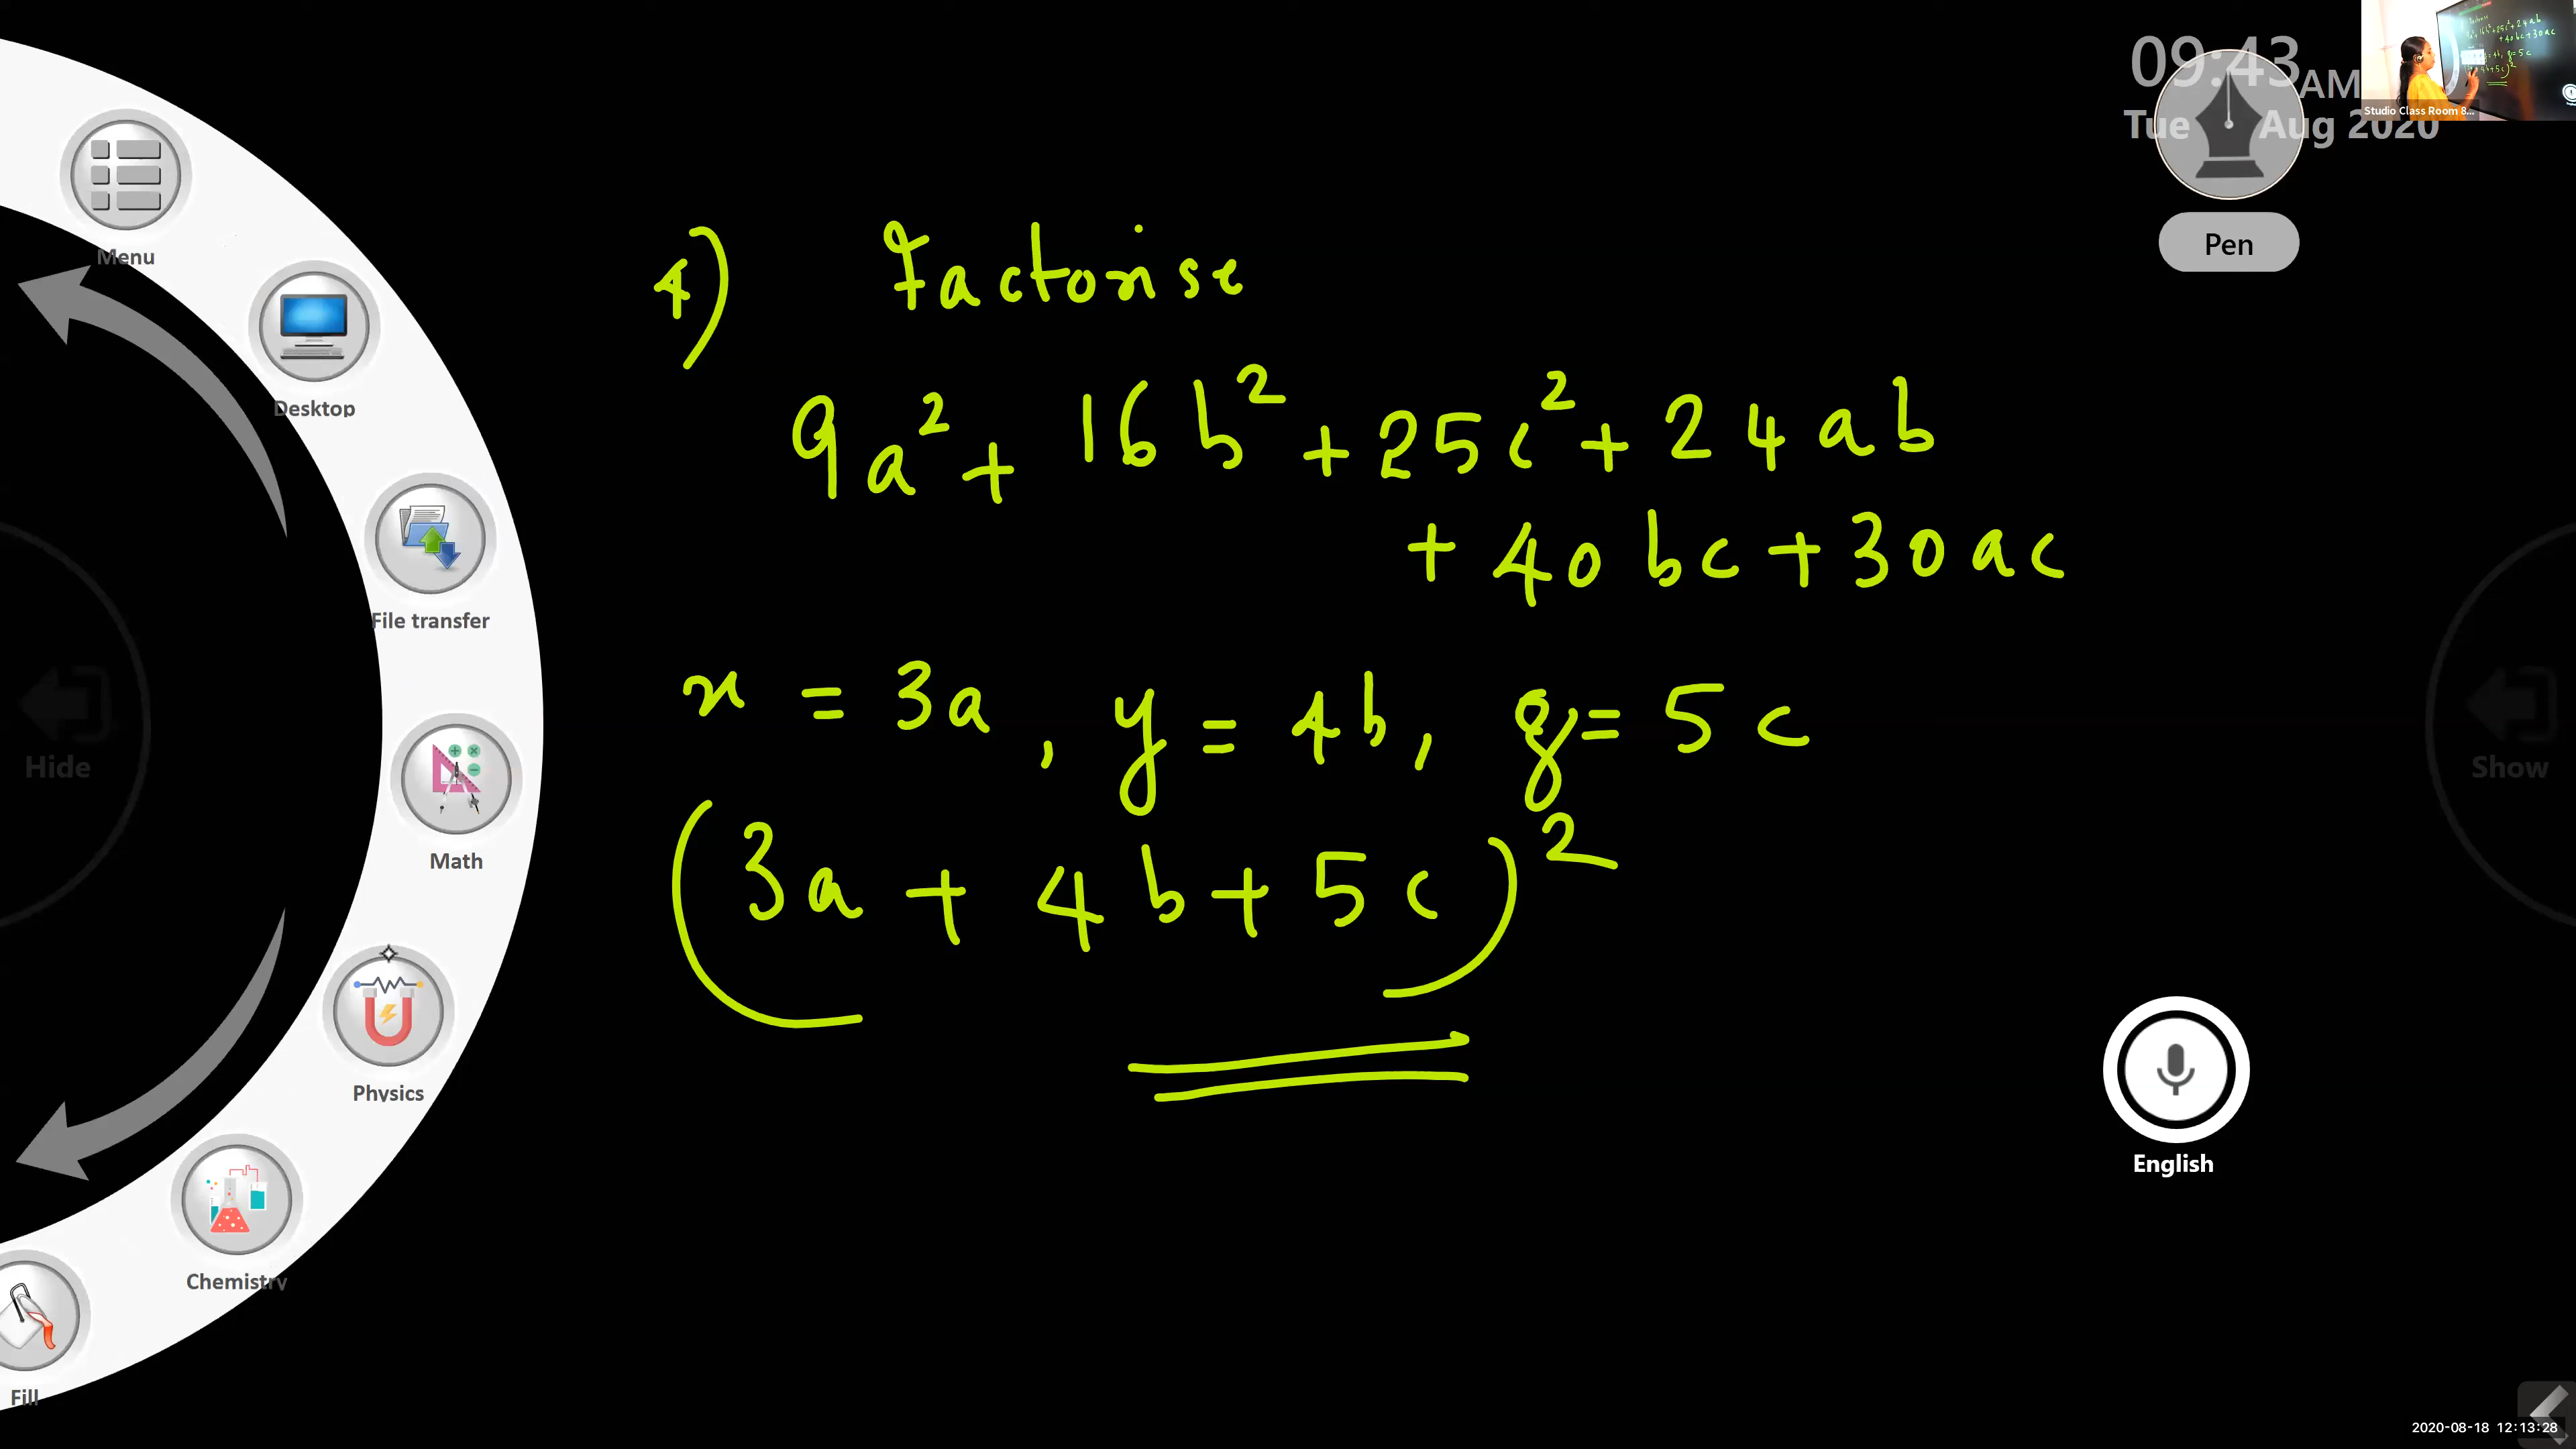 09:43 AM
Tue Aug 2020
Studio Class Room 8...
Pen
Menu
Desktop
File transfer
Hide
Math
Physics
Chemistry
Fill
4) Factorise
9a² + 16b² + 25c² + 24ab
+ 40bc + 30ac
x = 3a, y = 4b, z = 5c
(3a + 4b + 5c)²
Show
English
2020-08-18 12:13:28